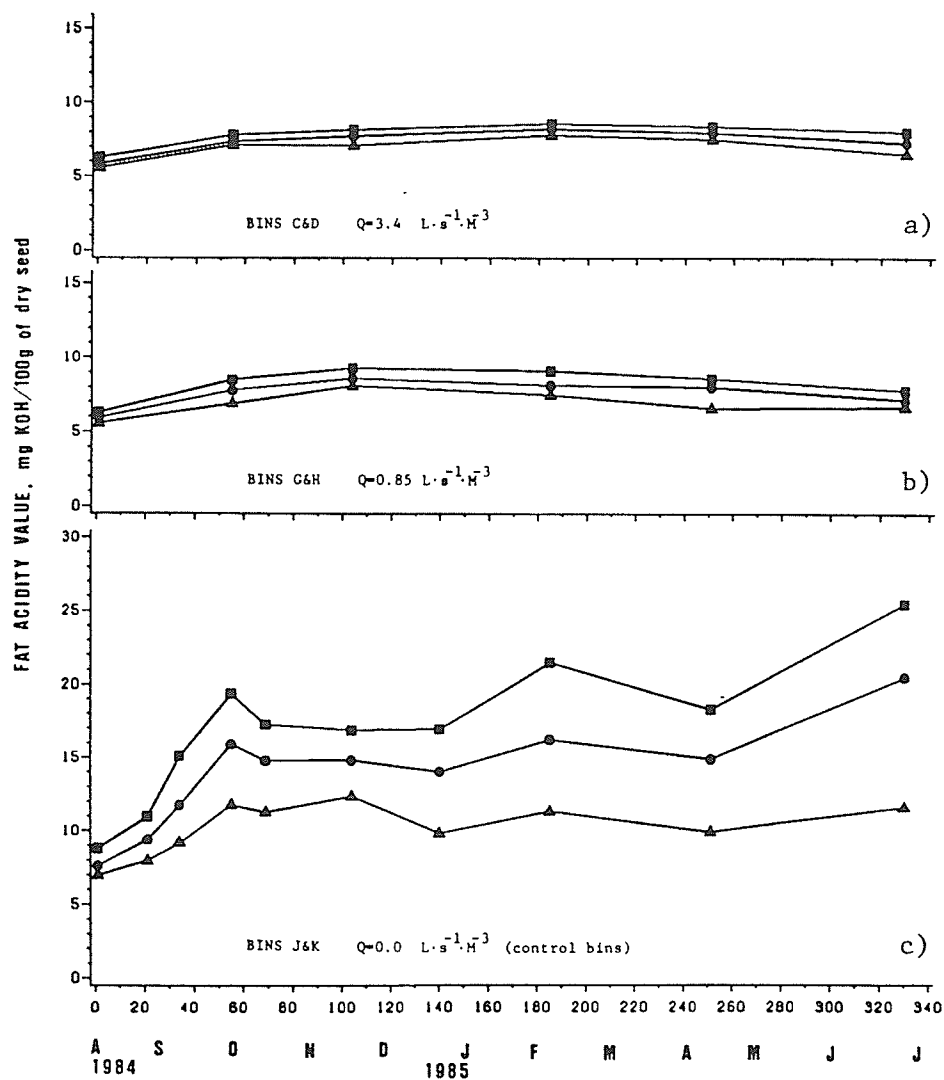 FAT ACIDITY VALUE, mg KOH/100g of dry seed
15
10
5
0
BINS C&D Q=3.4 L·s⁻¹·M⁻³
a)
15
10
5
0
BINS G&H Q=0.85 L·s⁻¹·M⁻³
b)
30
25
20
15
10
5
0
BINS J&K Q=0.0 L·s⁻¹·M⁻³ (control bins)
c)
0 20 40 60 80 100 120 140 160 180 200 220 240 260 280 300 320 340
A S O N D J F M A M J J
1984 1985